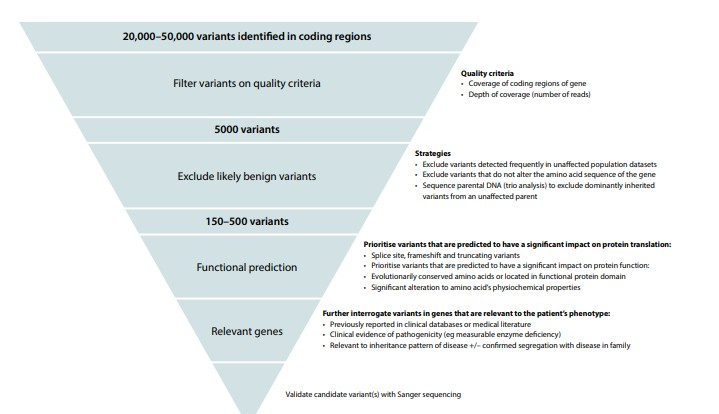 20,000–50,000 variants identified in coding regions
Filter variants on quality criteria
Quality criteria
• Coverage of coding regions of gene
• Depth of coverage (number of reads)
5000 variants
Exclude likely benign variants
Strategies
• Exclude variants detected frequently in unaffected population datasets
• Exclude variants that do not alter the amino acid sequence of the gene
• Sequence parental DNA (trio analysis) to exclude dominantly inherited
variants from an unaffected parent
150–500 variants
Functional prediction
Prioritise variants that are predicted to have a significant impact on protein translation:
• Splice site, frameshift and truncating variants
• Prioritise variants that are predicted to have a significant impact on protein function:
• Evolutionarily conserved amino acids or located in functional protein domain
• Significant alteration to amino acid's physiochemical properties
Relevant genes
Further interrogate variants in genes that are relevant to the patient's phenotype:
• Previously reported in clinical databases or medical literature
• Clinical evidence of pathogenicity (eg measurable enzyme deficiency)
• Relevant to inheritance pattern of disease +/– confirmed segregation with disease in family
Validate candidate variant(s) with Sanger sequencing